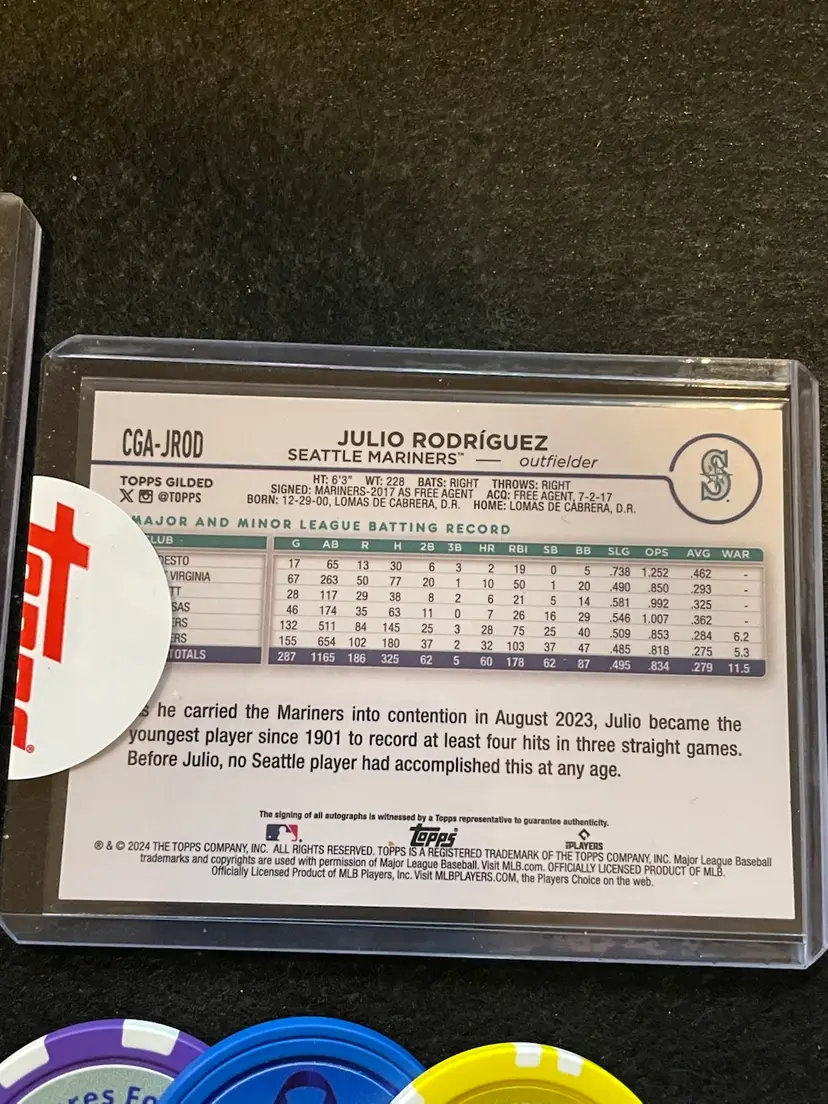 CGA-JROD
JULIO RODRÍGUEZ
SEATTLE MARINERS™ — outfielder
S
TOPPS GILDED
X @TOPPS
HT: 6'3" WT: 228 BATS: RIGHT THROWS: RIGHT
SIGNED: MARINERS-2017 AS FREE AGENT ACQ: FREE AGENT, 7-2-17
BORN: 12-29-00, LOMAS DE CABRERA, D.R. HOME: LOMAS DE CABRERA, D.R.
MAJOR AND MINOR LEAGUE BATTING RECORD
CLUB G AB R H 2B 3B HR RBI SB BB SLG OPS AVG WAR
DESTO 17 65 13 30 6 3 2 19 0 5 .738 1.252 .462 -
VIRGINIA 67 263 50 77 20 1 10 50 1 20 .490 .850 .293 -
TT 28 117 29 38 8 2 6 21 5 14 .581 .992 .325 -
SAS 46 174 35 63 11 0 7 26 16 29 .546 1.007 .362 -
ERS 132 511 84 145 25 3 28 75 25 40 .509 .853 .284 6.2
ERS 155 654 102 180 37 2 32 103 37 47 .485 .818 .275 5.3
TOTALS 287 1165 186 325 62 5 60 178 62 87 .495 .834 .279 11.5
s he carried the Mariners into contention in August 2023, Julio became the
youngest player since 1901 to record at least four hits in three straight games.
Before Julio, no Seattle player had accomplished this at any age.
The signing of all autographs is witnessed by a Topps representative to guarantee authenticity.
topps
PLAYERS
® & © 2024 THE TOPPS COMPANY, INC. ALL RIGHTS RESERVED. TOPPS IS A REGISTERED TRADEMARK OF THE TOPPS COMPANY, INC. Major League Baseball
trademarks and copyrights are used with permission of Major League Baseball. Visit MLB.com. OFFICIALLY LICENSED PRODUCT OF MLB.
Officially Licensed Product of MLB Players, Inc. Visit MLBPLAYERS.COM, the Players Choice on the web.